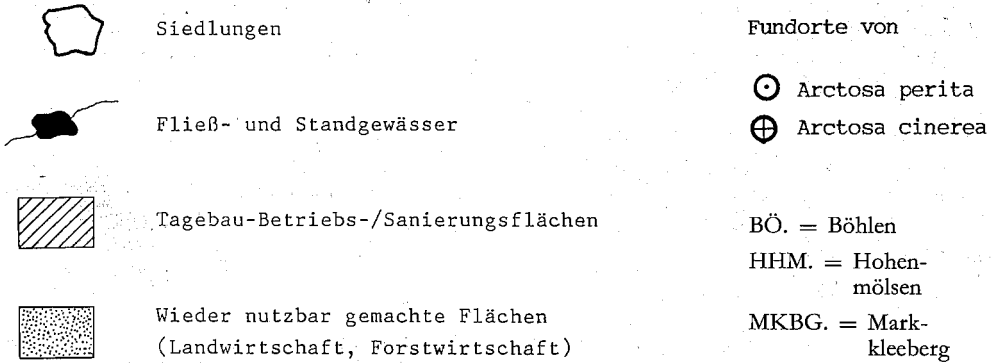 Siedlungen
Fließ- und Standgewässer
Tagebau-Betriebs-/Sanierungsflächen
Wieder nutzbar gemachte Flächen
(Landwirtschaft, Forstwirtschaft)
Fundorte von
Arctosa perita
Arctosa cinerea
BÖ. = Böhlen
HHM. = Hohen-
mölsen
MKBG. = Mark-
kleeberg